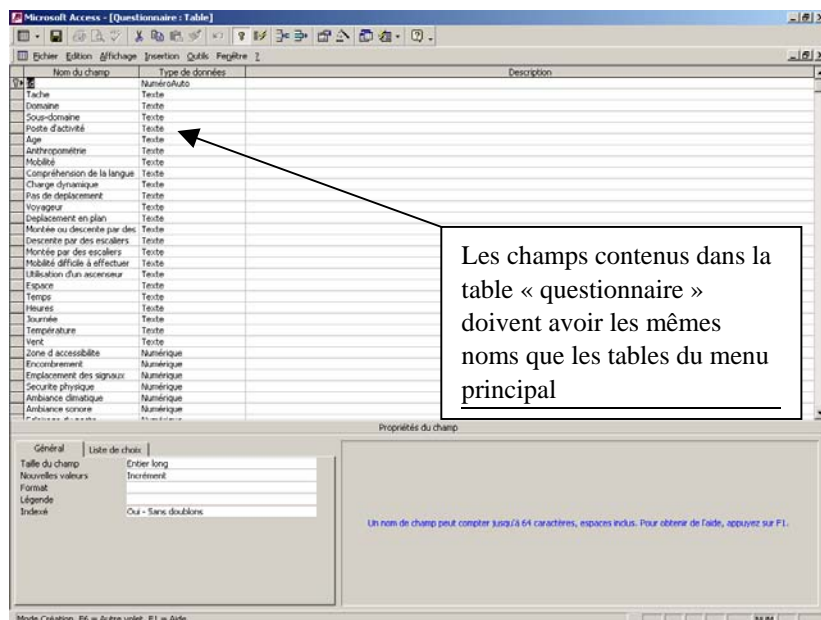 Microsoft Access - [Questionnaire : Table]
Fichier Edition Affichage Insertion Outils Fenêtre ?
Nom du champ Type de données Description
Id NuméroAuto
Tache Texte
Domaine Texte
Sous-domaine Texte
Poste d'activité Texte
Age Texte
Anthropométrie Texte
Mobilité Texte
Compréhension de la langue Texte
Charge dynamique Texte
Pas de deplacement Texte
Voyageur Texte
Deplacement en plan Texte
Montée ou descente par des Texte
Descente par des escaliers Texte
Montée par des escaliers Texte
Mobilité difficile à effectuer Texte
Utilisation d'un ascenseur Texte
Espace Texte
Temps Texte
Heures Texte
Journée Texte
Température Texte
Vent Texte
Zone d accessibilite Numérique
Encombrement Numérique
Emplacement des signaux Numérique
Securite physique Numérique
Ambiance climatique Numérique
Ambiance sonore Numérique
Les champs contenus dans la
table « questionnaire »
doivent avoir les mêmes
noms que les tables du menu
principal
Propriétés du champ
Général Liste de choix
Taille du champ Entier long
Nouvelles valeurs Incrément
Format
Légende
Indexé Oui - Sans doublons
Un nom de champ peut compter jusqu'à 64 caractères, espaces inclus. Pour obtenir de l'aide, appuyez sur F1.
Mode Création. F6 = Autre volet. F1 = Aide. NUM